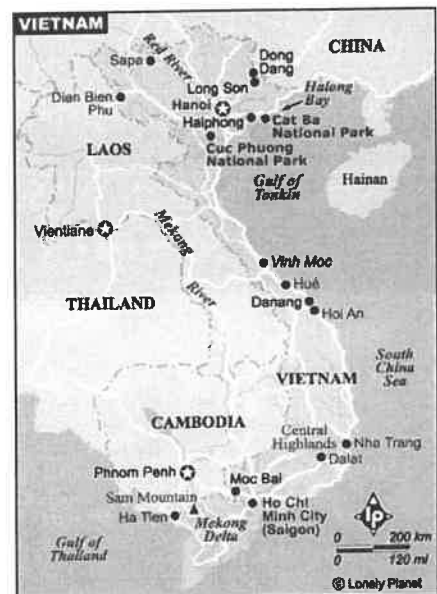 VIETNAM
CHINA
Red River
Sapa
Dong
Dang
Long Son
Halong
Bay
Hanoi
Dian Bien
Phu
Haiphong
Cat Ba
National Park
LAOS
Cuc Phuong
National Park
Gulf of
Tonkin
Hainan
Vientiane
Mekong
River
Vinh Moc
THAILAND
Hué
Danang
Hoi An
South
China
Sea
VIETNAM
CAMBODIA
Central
Highlands
Nha Trang
Dalat
Phnom Penh
Moc Bai
Sam Mountain
Ho Chi
Minh City
(Saigon)
Ha Tien
Mekong
Delta
Gulf of
Thailand
lp
0 200 km
0 120 mi
© Lonely Planet